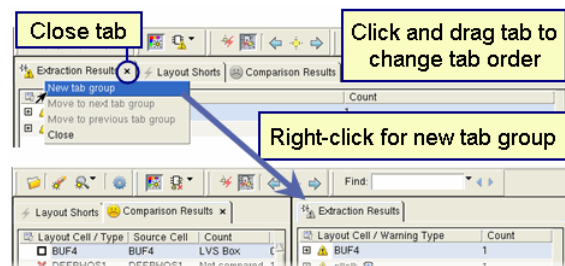 Close tab
Click and drag tab to
change tab order
Extraction Results
Layout Shorts
Comparison Results
New tab group
Move to next tab group
Move to previous tab group
Close
Count
1
Right-click for new tab group
Find:
Layout Shorts
Comparison Results
Extraction Results
Layout Cell / Type
Source Cell
Count
Layout Cell / Warning Type
Count
BUF4
BUF4
LVS Box
BUF4
1